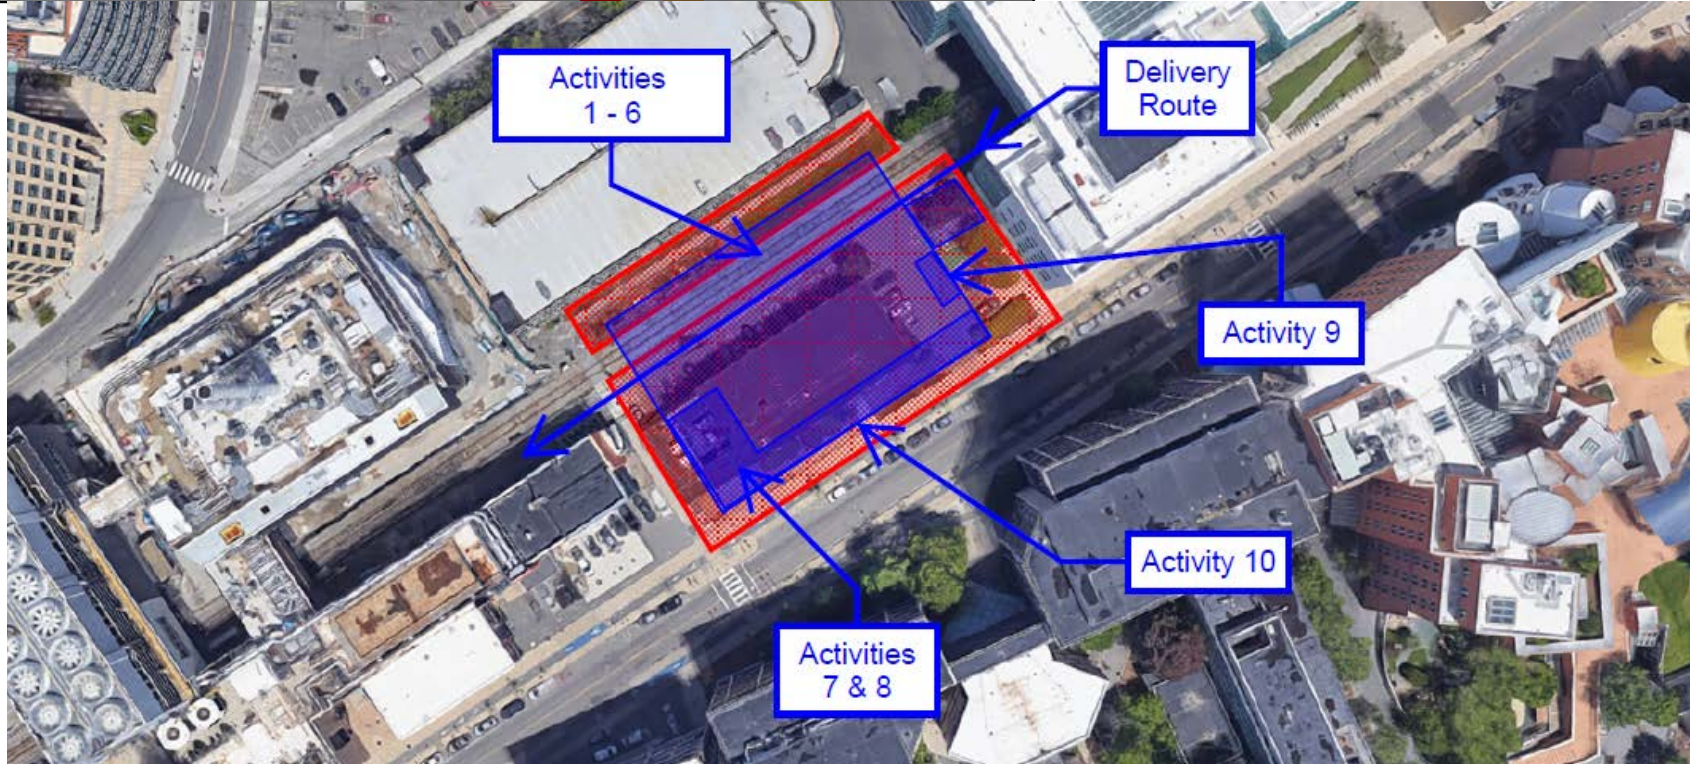 Activities
1 - 6
Delivery
Route
Activity 9
Activity 10
Activities
7 & 8